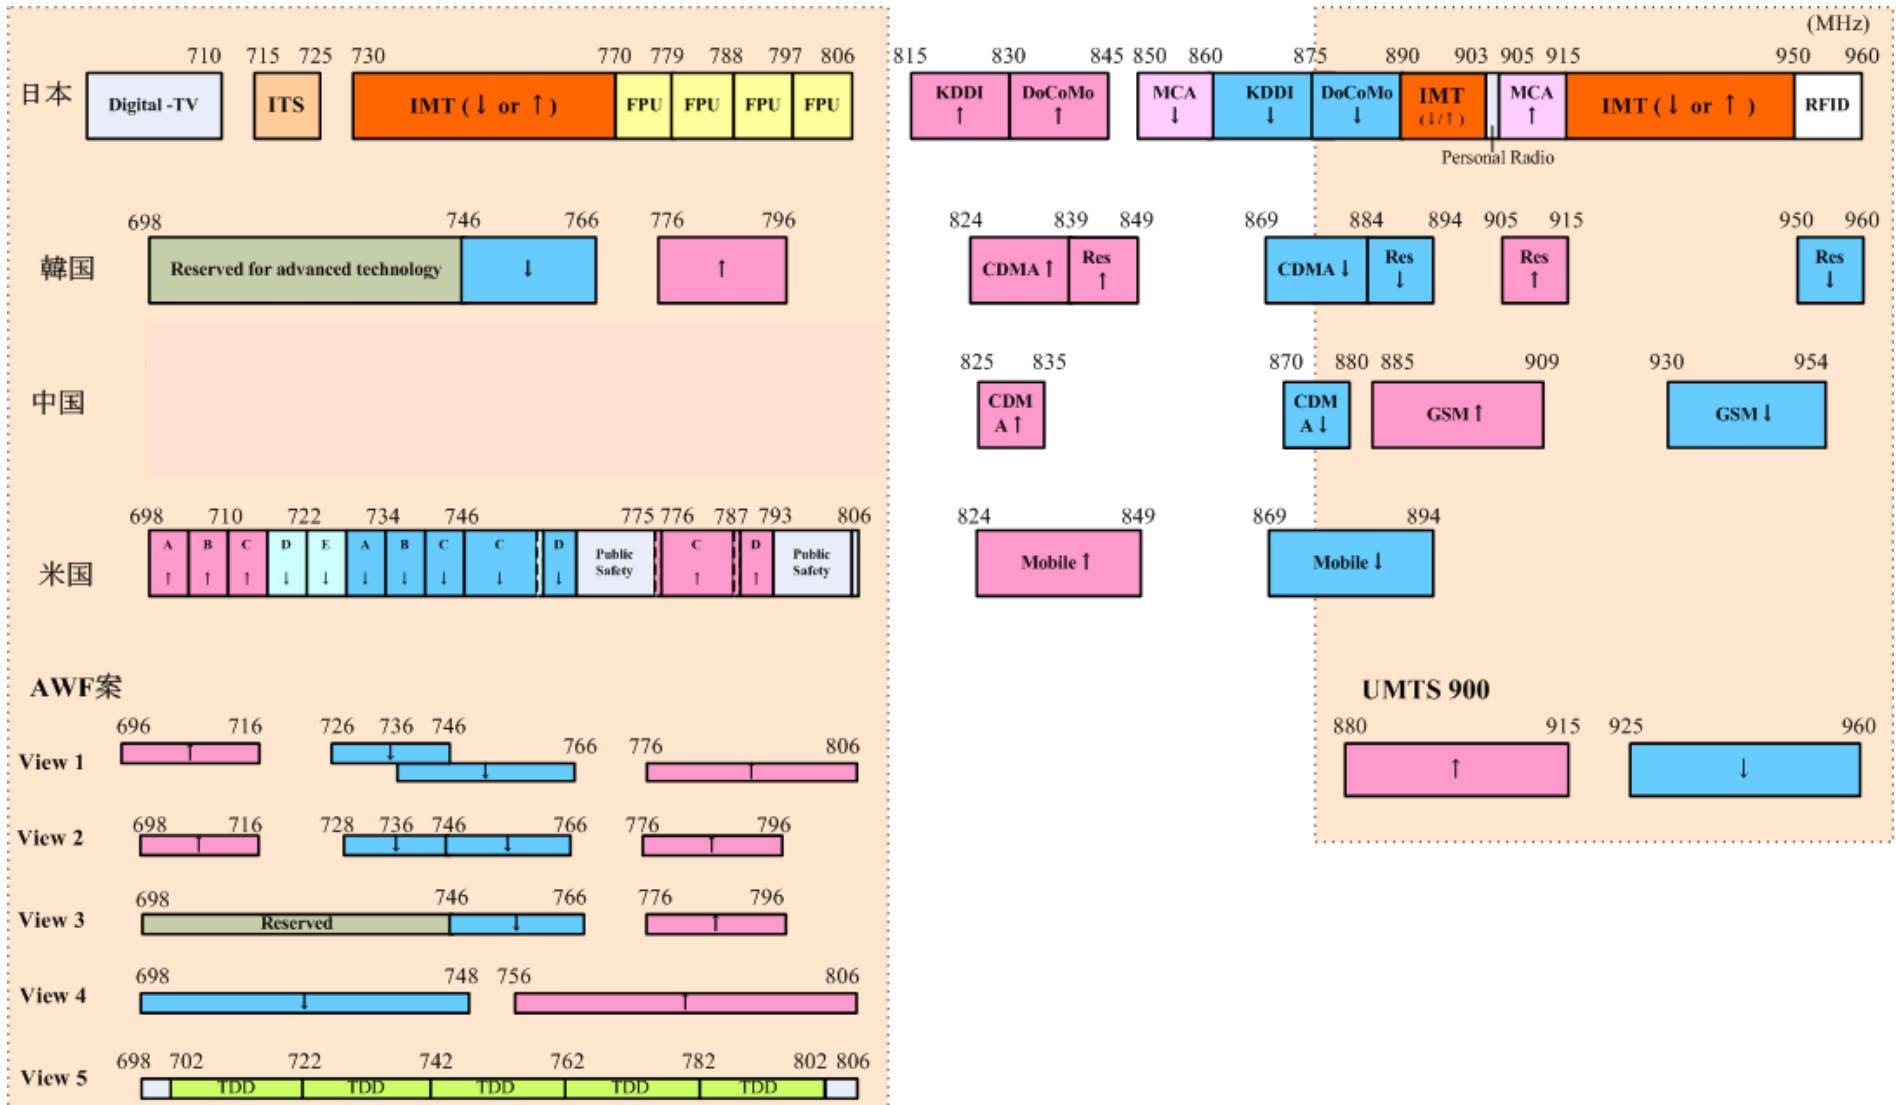 (MHz)
710 715 725 730 770 779 788 797 806 815 830 845 850 860 875 890 903 905 915 950 960
日本 Digital -TV ITS IMT ( ↓ or ↑ ) FPU FPU FPU FPU KDDI ↑ DoCoMo ↑ MCA ↓ KDDI ↓ DoCoMo ↓ IMT (↓/↑) MCA ↑ IMT ( ↓ or ↑ ) RFID
Personal Radio
698 746 766 776 796 824 839 849 869 884 894 905 915 950 960
韓国 Reserved for advanced technology ↓ ↑ CDMA ↑ Res ↑ CDMA ↓ Res ↓ Res ↑ Res ↓
825 835 870 880 885 909 930 954
中国 CDM A ↑ CDM A ↓ GSM ↑ GSM ↓
698 710 722 734 746 775 776 787 793 806 824 849 869 894
米国 A ↑ B ↑ C ↑ D ↓ E ↓ A ↓ B ↓ C ↓ C ↓ D ↓ Public Safety C ↑ D ↑ Public Safety Mobile ↑ Mobile ↓
AWF案 UMTS 900
696 716 726 736 746 766 776 806 880 915 925 960
View 1 ↑ ↓ ↓ ↑ ↑ ↓
698 716 728 736 746 766 776 796
View 2 ↑ ↓ ↓ ↑
698 746 766 776 796
View 3 Reserved ↓ ↑
698 748 756 806
View 4 ↓ ↑
698 702 722 742 762 782 802 806
View 5 TDD TDD TDD TDD TDD